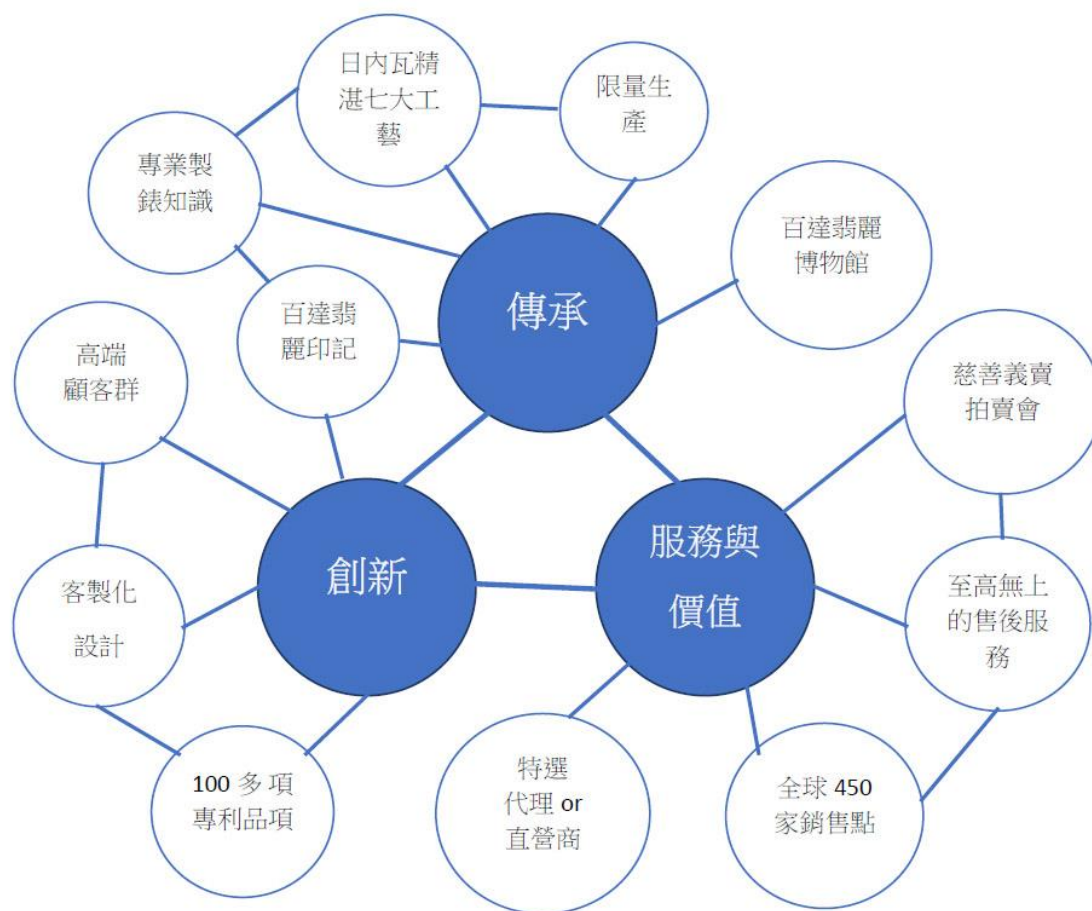 日內瓦精
湛七大工
藝
限量生
產
專業製
錶知識
百達翡麗
博物館
傳承
百達翡
麗印記
高端
顧客群
慈善義賣
拍賣會
創新
服務與
價值
客製化
設計
至高無上
的售後服
務
100 多項
專利品項
特選
代理 or
直營商
全球 450
家銷售點